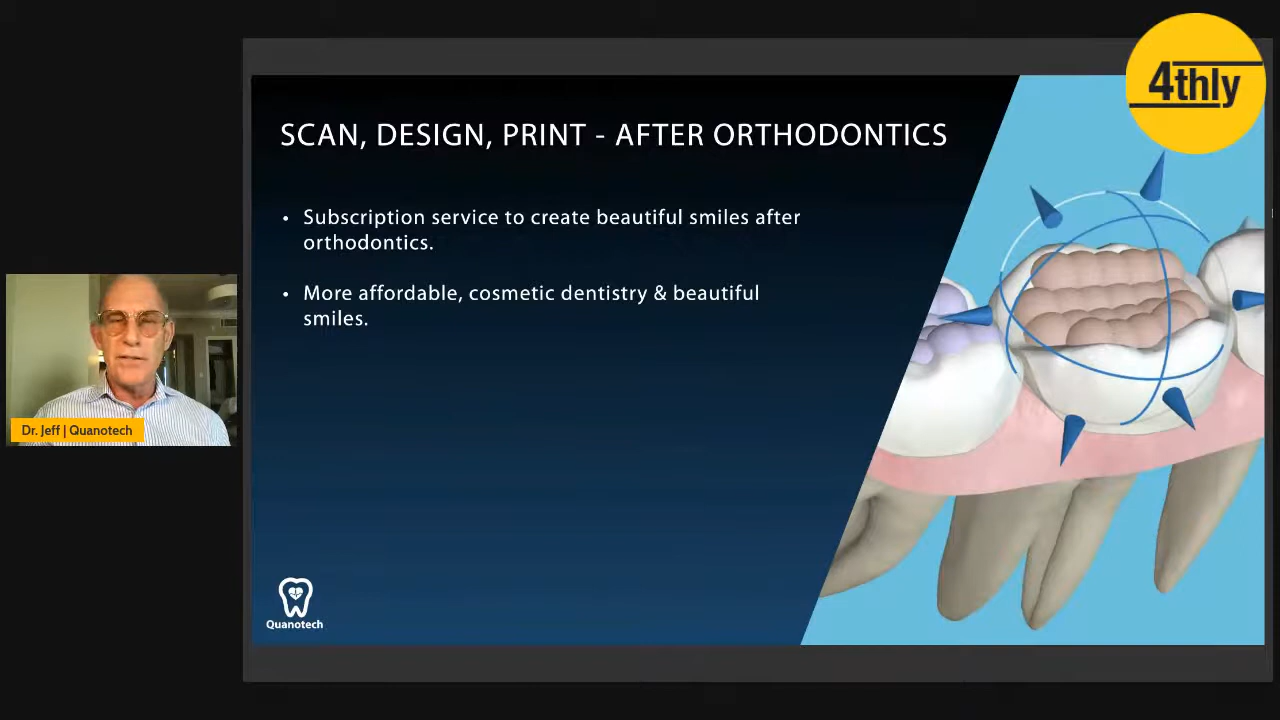 4thly
SCAN, DESIGN, PRINT - AFTER ORTHODONTICS
• Subscription service to create beautiful smiles after
orthodontics.
• More affordable, cosmetic dentistry & beautiful
smiles.
Dr. Jeff | Quanotech
Quanotech